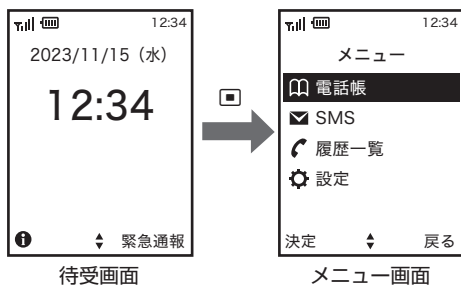 12:34
2023/11/15（水）
12:34
緊急通報
待受画面
12:34
メニュー
電話帳
SMS
履歴一覧
設定
決定
戻る
メニュー画面